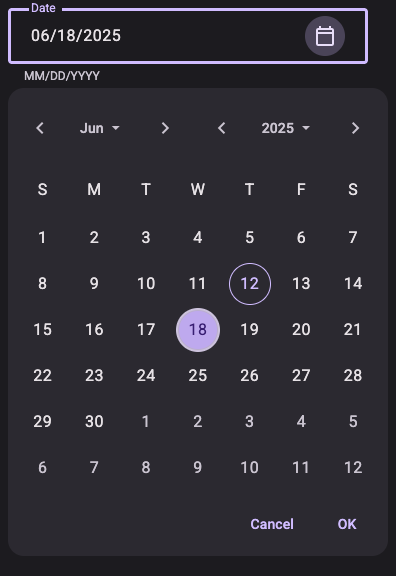 Date
06/18/2025
MM/DD/YYYY
Jun 2025
S M T W T F S
1 2 3 4 5 6 7
8 9 10 11 12 13 14
15 16 17 18 19 20 21
22 23 24 25 26 27 28
29 30 1 2 3 4 5
6 7 8 9 10 11 12
Cancel OK